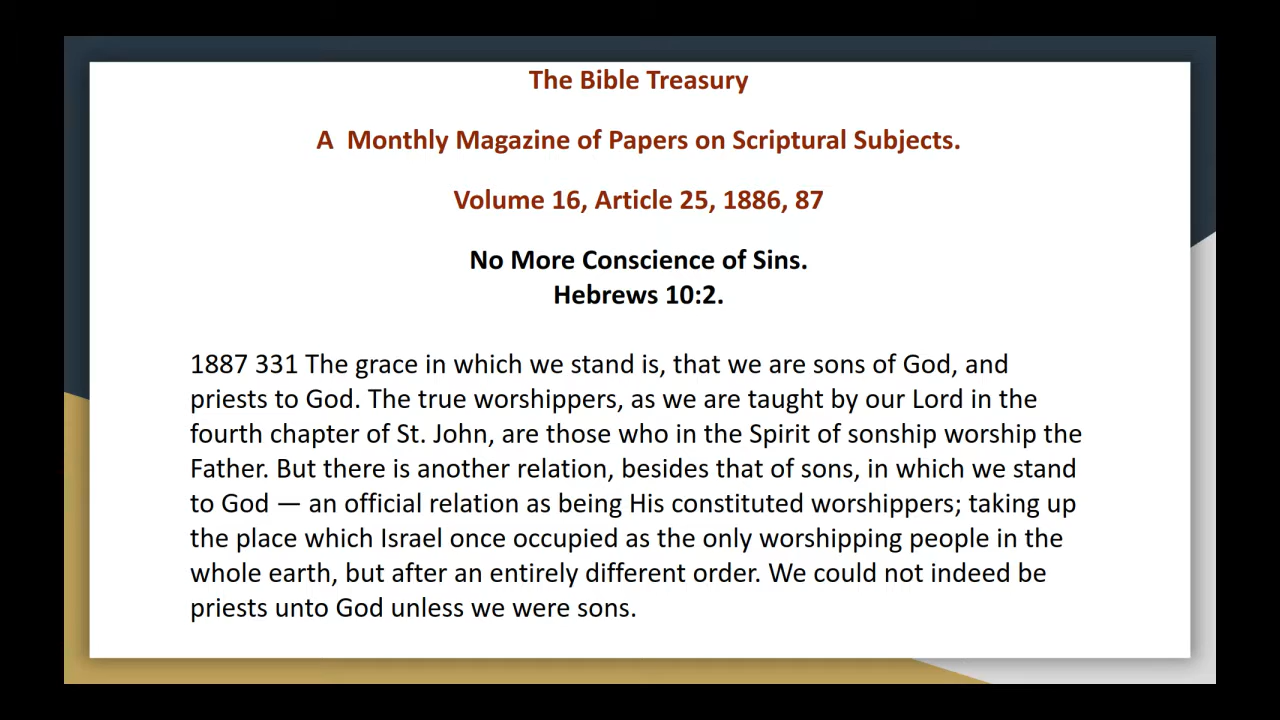 The Bible Treasury
A  Monthly Magazine of Papers on Scriptural Subjects.
Volume 16, Article 25, 1886, 87
No More Conscience of Sins.
Hebrews 10:2.
1887 331 The grace in which we stand is, that we are sons of God, and
priests to God. The true worshippers, as we are taught by our Lord in the
fourth chapter of St. John, are those who in the Spirit of sonship worship the
Father. But there is another relation, besides that of sons, in which we stand
to God — an official relation as being His constituted worshippers; taking up
the place which Israel once occupied as the only worshipping people in the
whole earth, but after an entirely different order. We could not indeed be
priests unto God unless we were sons.